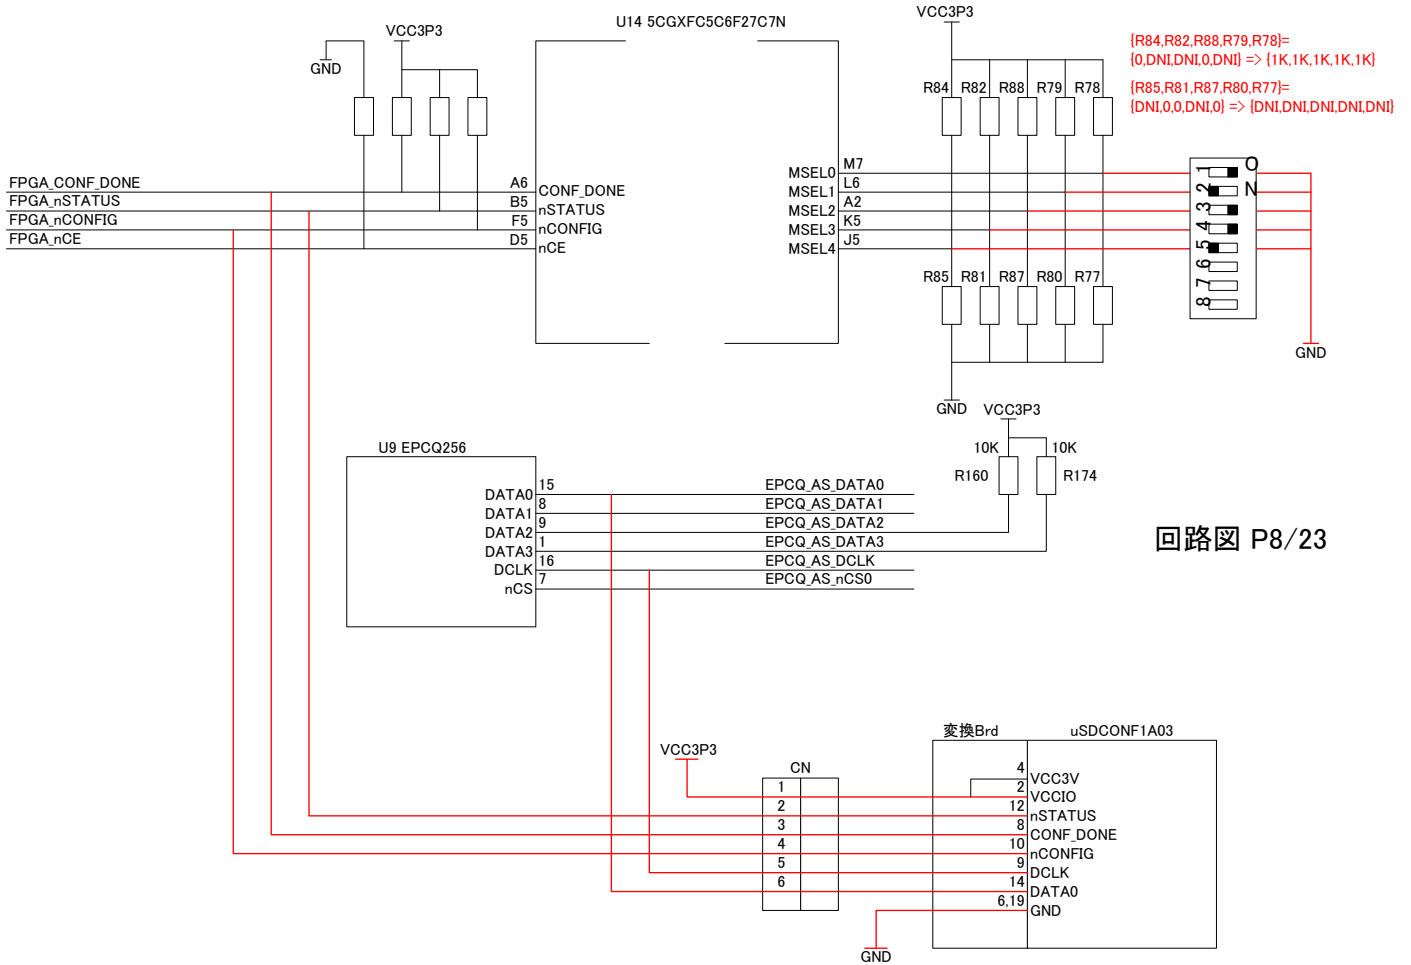 U14 5CGXFC5C6F27C7N
VCC3P3
GND
VCC3P3
{R84,R82,R88,R79,R78}=
{0,DNI,DNI,0,DNI} => {1K,1K,1K,1K,1K}
{R85,R81,R87,R80,R77}=
{DNI,0,0,DNI,0} => {DNI,DNI,DNI,DNI,DNI}
R84 R82 R88 R79 R78
FPGA_CONF_DONE
FPGA_nSTATUS
FPGA_nCONFIG
FPGA_nCE
A6
B5
F5
D5
CONF_DONE
nSTATUS
nCONFIG
nCE
MSEL0
MSEL1
MSEL2
MSEL3
MSEL4
M7
L6
A2
K5
J5
1 2 3 4 5 6 7 8
O
N
R85 R81 R87 R80 R77
GND
GND
VCC3P3
10K 10K
R160 R174
U9 EPCQ256
DATA0 15 EPCQ_AS_DATA0
DATA1 8 EPCQ_AS_DATA1
DATA2 9 EPCQ_AS_DATA2
DATA3 1 EPCQ_AS_DATA3
DCLK 16 EPCQ_AS_DCLK
nCS 7 EPCQ_AS_nCS0
回路図 P8/23
変換Brd uSDCONF1A03
VCC3P3
CN
1
2
3
4
5
6
4 VCC3V
2 VCCIO
12 nSTATUS
8 CONF_DONE
10 nCONFIG
9 DCLK
14 DATA0
6,19 GND
GND